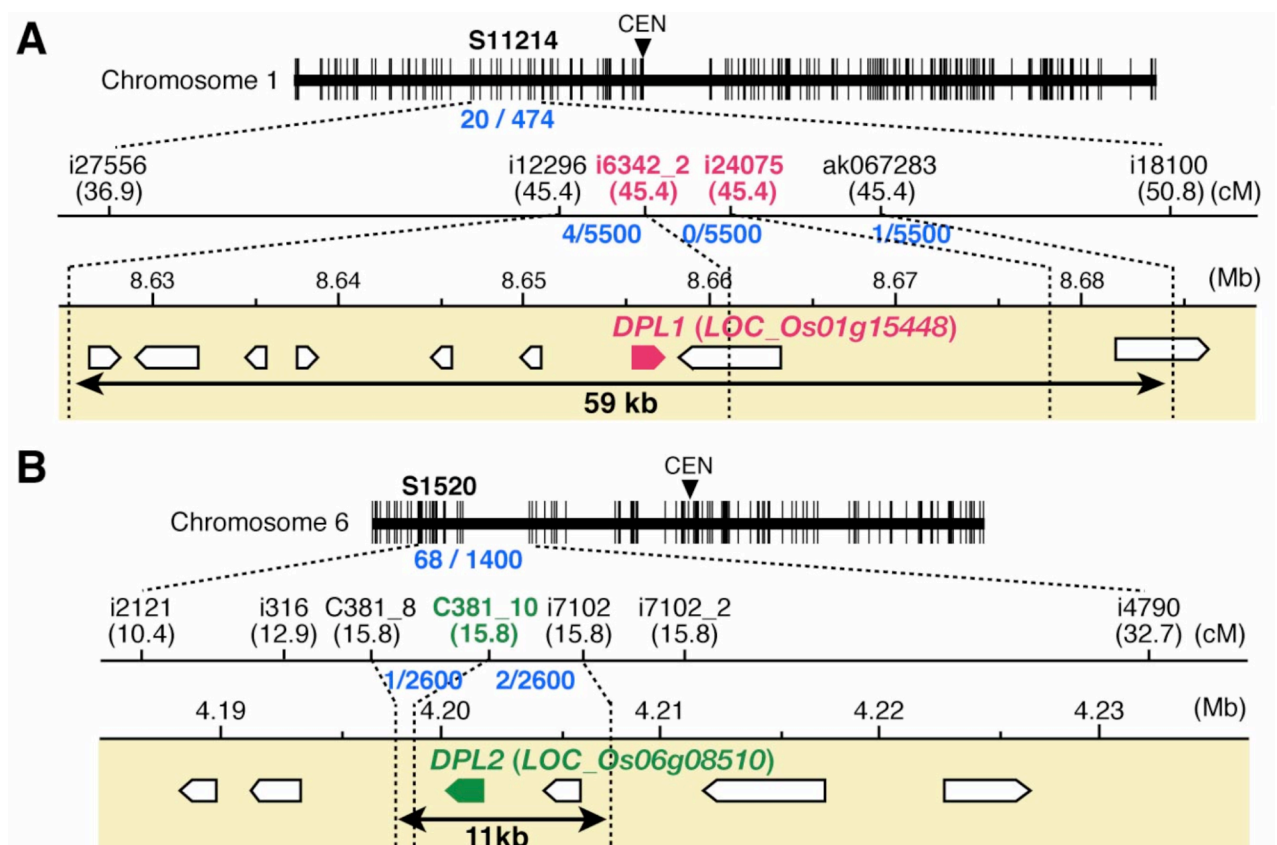 A
CEN
S11214
Chromosome 1
20 / 474
i27556 i12296 i6342_2 i24075 ak067283 i18100
(36.9) (45.4) (45.4) (45.4) (45.4) (50.8) (cM)
4/5500 0/5500 1/5500
8.63 8.64 8.65 8.66 8.67 8.68 (Mb)
DPL1 (LOC_Os01g15448)
59 kb
B
CEN
S1520
Chromosome 6
68 / 1400
i2121 i316 C381_8 C381_10 i7102 i7102_2 i4790
(10.4) (12.9) (15.8) (15.8) (15.8) (15.8) (32.7) (cM)
1/2600 2/2600
4.19 4.20 4.21 4.22 4.23 (Mb)
DPL2 (LOC_Os06g08510)
11kb